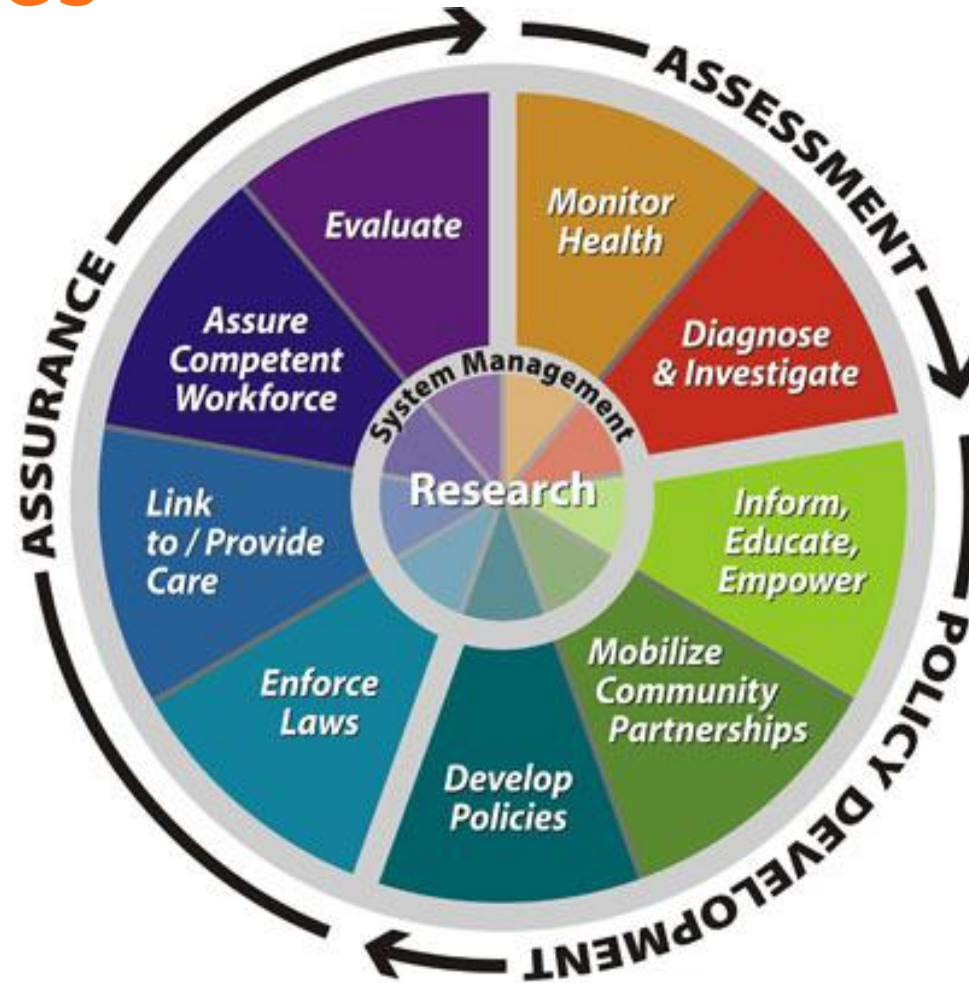 ASSESSMENT
Monitor
Health
Diagnose
& Investigate
POLICY DEVELOPMENT
Inform,
Educate,
Empower
Mobilize
Community
Partnerships
Develop
Policies
ASSURANCE
Enforce
Laws
Link
to / Provide
Care
Assure
Competent
Workforce
Evaluate
System Management
Research